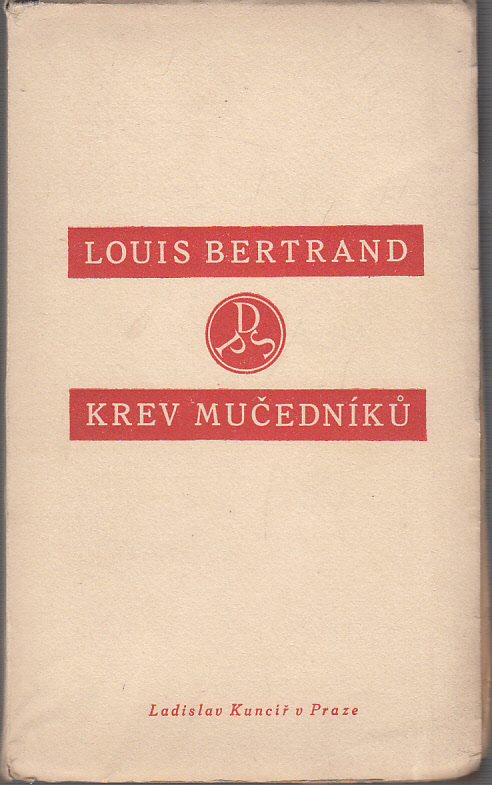 LOUIS BERTRAND
DPS
KREV MUČEDNÍKŮ
Ladislav Kuncíř v Praze